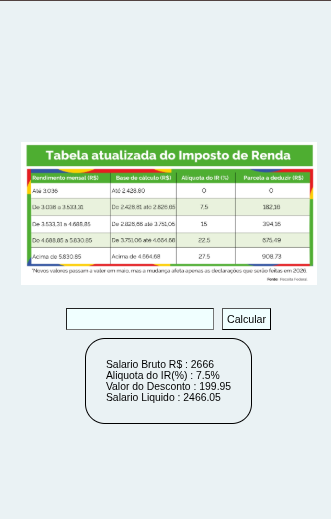 Tabela atualizada do Imposto de Renda
Rendimento mensal (R$) Base de cálculo (R$) Alíquota do IR (%) Parcela a deduzir (R$)
Até 3.036 Até 2.428,80 0 0
De 3.036 a 3.533,31 De 2.428,81 até 2.826,65 7,5 182,16
De 3.533,31 a 4.688,85 De 2.826,66 até 3.751,05 15 394,16
De 4.688,85 a 5.830,85 De 3.751,06 até 4.664,68 22,5 675,49
Acima de 5.830,85 Acima de 4.664,68 27,5 908,73
*Novos valores passam a valer em maio, mas a mudança afeta apenas as declarações que serão feitas em 2026.
Fonte: Receita Federal
Calcular
Salario Bruto R$ : 2666
Aliquota do IR(%) : 7.5%
Valor do Desconto : 199.95
Salario Liquido : 2466.05